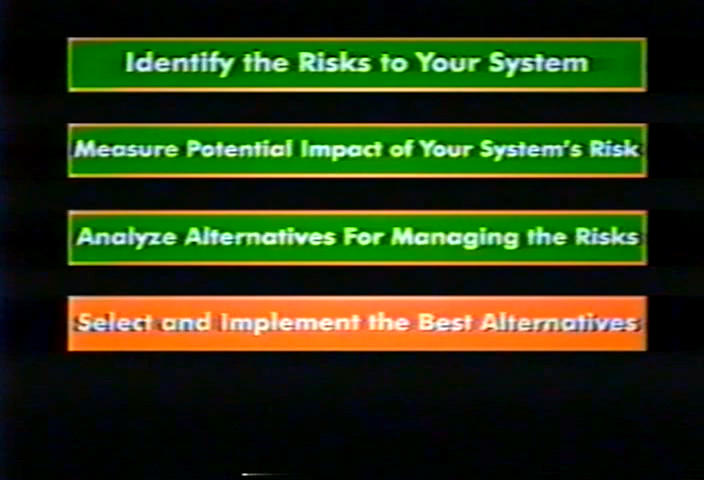 Identify the Risks to Your System
Measure Potential Impact of Your System's Risk
Analyze Alternatives For Managing the Risks
Select and Implement the Best Alternatives